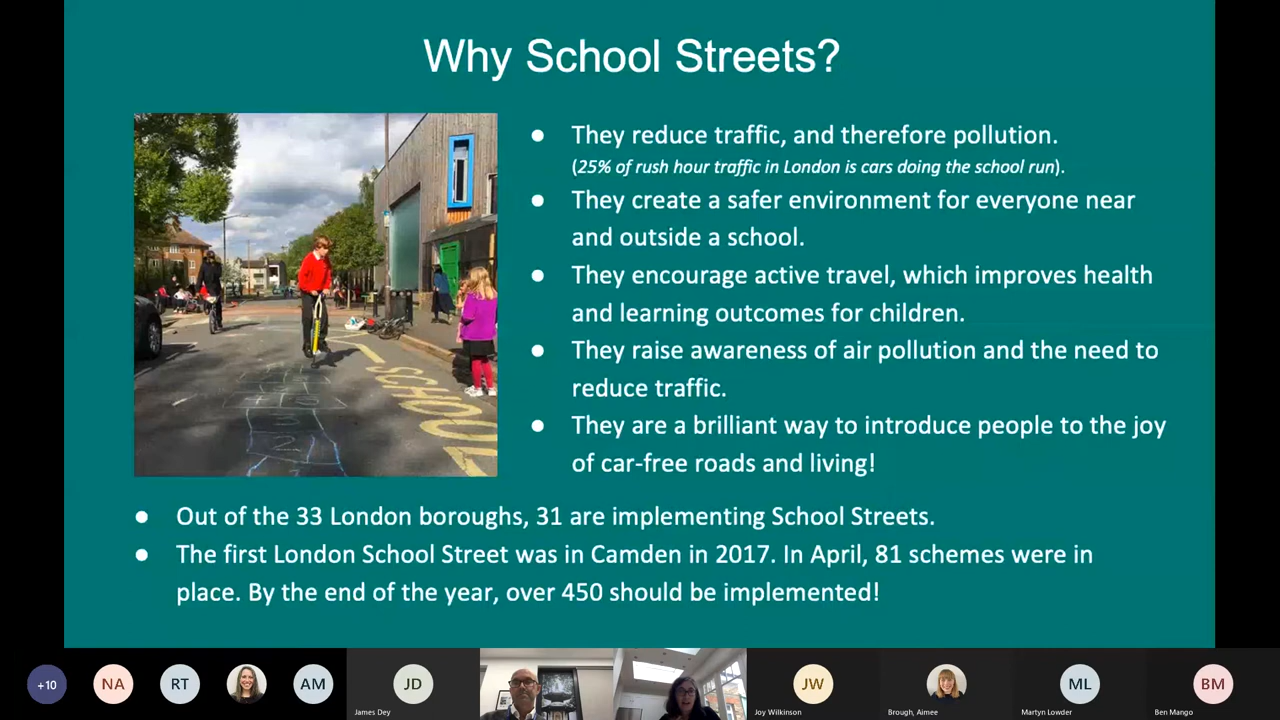 Why School Streets?
● They reduce traffic, and therefore pollution.
(25% of rush hour traffic in London is cars doing the school run).
● They create a safer environment for everyone near
and outside a school.
● They encourage active travel, which improves health
and learning outcomes for children.
● They raise awareness of air pollution and the need to
reduce traffic.
● They are a brilliant way to introduce people to the joy
of car-free roads and living!
SCHOOL
2
● Out of the 33 London boroughs, 31 are implementing School Streets.
● The first London School Street was in Camden in 2017. In April, 81 schemes were in
place. By the end of the year, over 450 should be implemented!
+10 NA RT AM JD JW ML BM
James Dey Joy Wilkinson Brough, Aimee Martyn Lowder Ben Mango